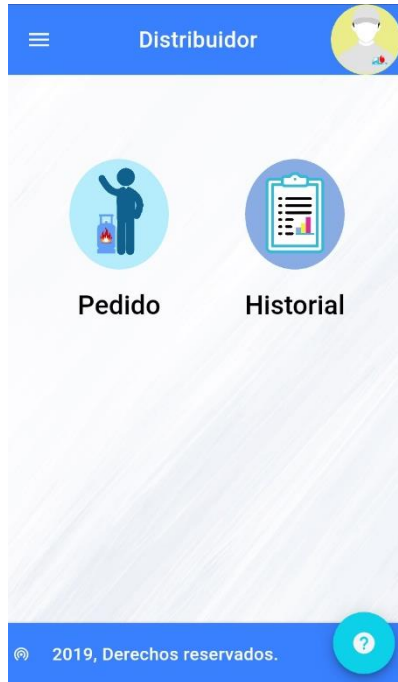 Distribuidor
Pedido
Historial
2019, Derechos reservados.
?